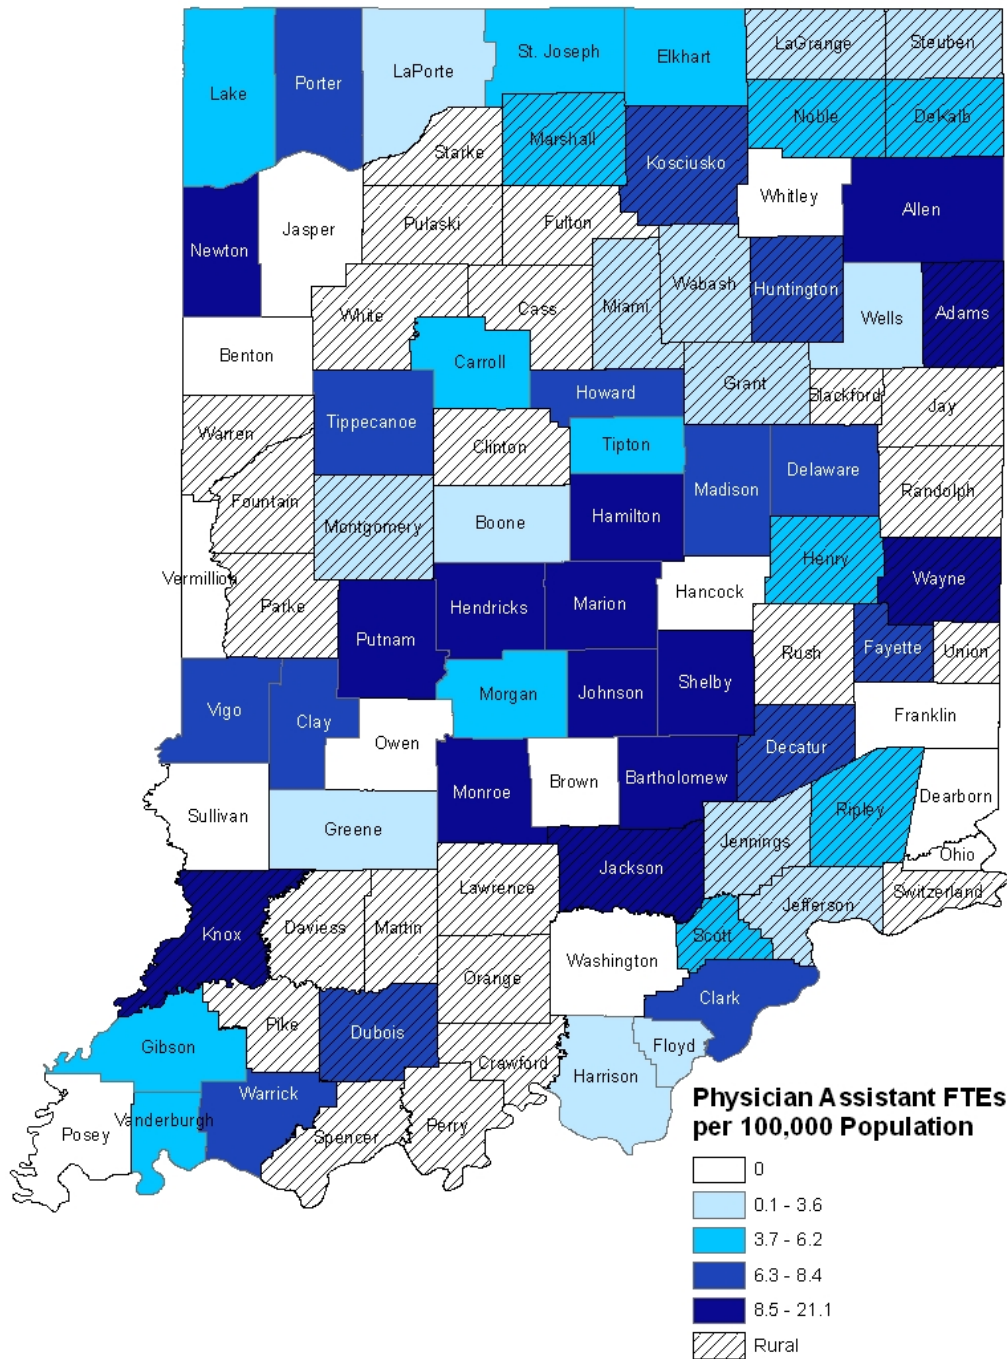 LaGrange
Steuben
St. Joseph
Elkhart
LaPorte
Porter
Lake
Noble
DeKalb
Marshall
Starke
Kosciusko
Whitley
Allen
Pulaski
Fulton
Jasper
Newton
Wabash
Huntington
Miami
Cass
White
Wells
Adams
Benton
Carroll
Grant
Howard
Blackford
Jay
Tippecanoe
Warren
Clinton
Tipton
Delaware
Madison
Randolph
Fountain
Montgomery
Boone
Hamilton
Henry
Wayne
Vermillion
Parke
Hendricks
Marion
Hancock
Putnam
Rush
Fayette
Union
Shelby
Johnson
Morgan
Vigo
Clay
Franklin
Owen
Decatur
Brown
Bartholomew
Monroe
Dearborn
Sullivan
Greene
Ripley
Jennings
Ohio
Jackson
Lawrence
Switzerland
Jefferson
Daviess
Martin
Knox
Scott
Washington
Orange
Clark
Pike
Dubois
Gibson
Floyd
Crawford
Harrison
Warrick
Vanderburgh
Perry
Spencer
Posey
Physician Assistant FTEs
per 100,000 Population
0
0.1 - 3.6
3.7 - 6.2
6.3 - 8.4
8.5 - 21.1
Rural